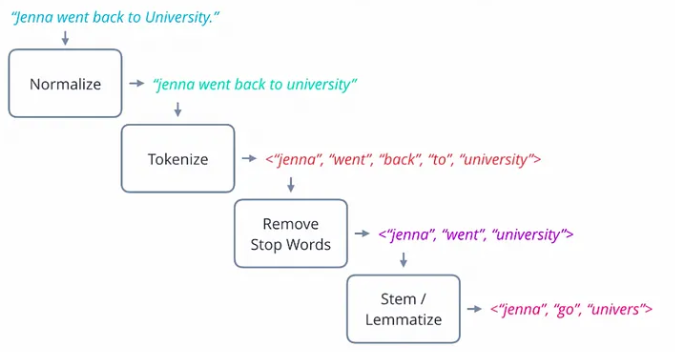 “Jenna went back to University.”
Normalize
“jenna went back to university”
Tokenize
<“jenna”, “went”, “back”, “to”, “university”>
Remove
Stop Words
<“jenna”, “went”, “university”>
Stem /
Lemmatize
<“jenna”, “go”, “univers”>